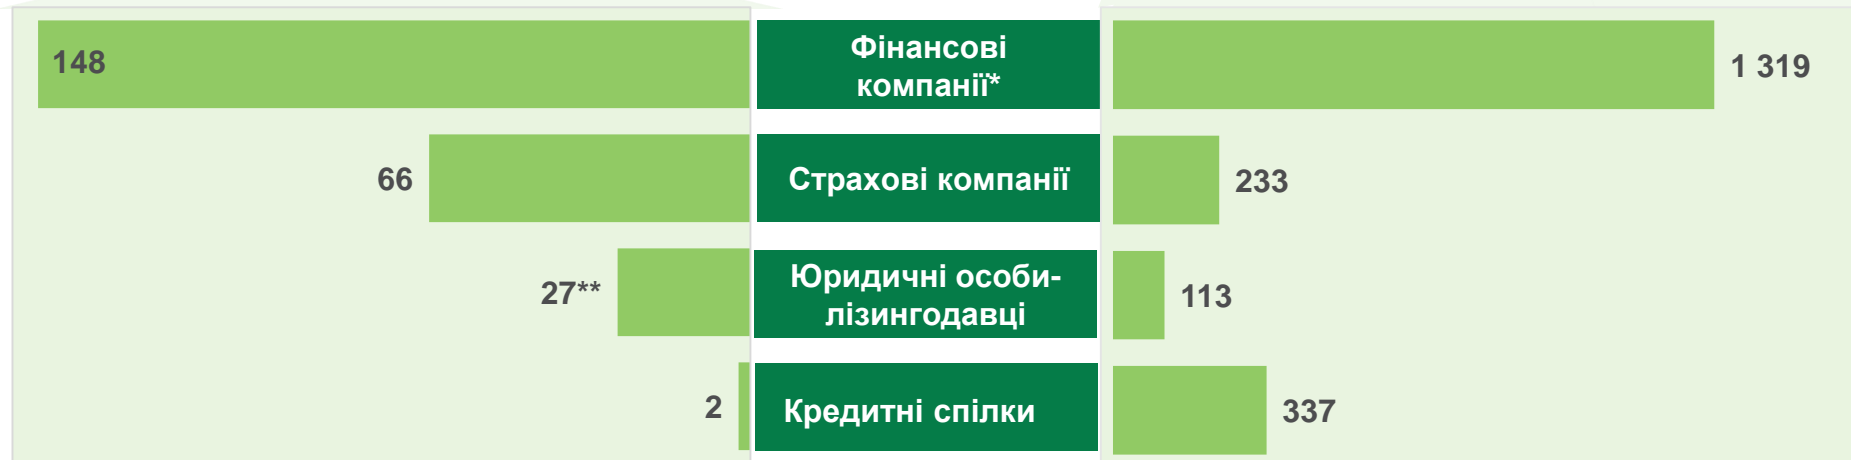 148
Фінансові
компанії*
1 319
66
Страхові компанії
233
27**
Юридичні особи-
лізингодавці
113
2
Кредитні спілки
337